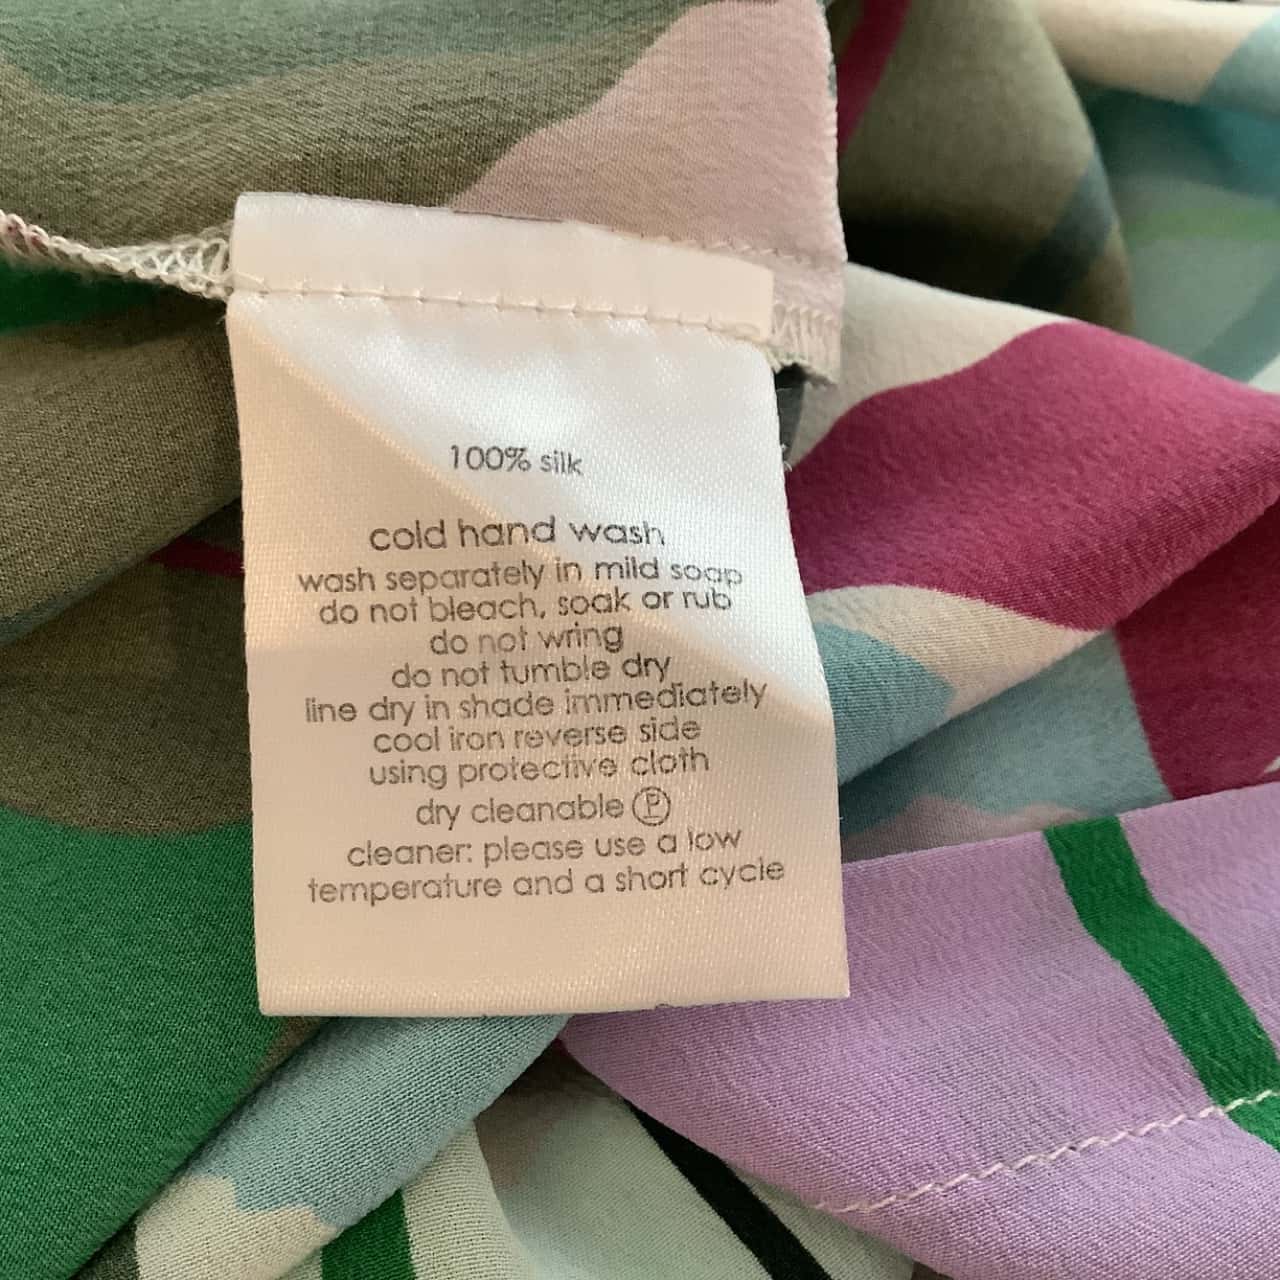 100% silk
cold hand wash
wash separately in mild soap
do not bleach, soak or rub
do not wring
do not tumble dry
line dry in shade immediately
cool iron reverse side
using protective cloth
dry cleanable Ⓟ
cleaner: please use a low
temperature and a short cycle